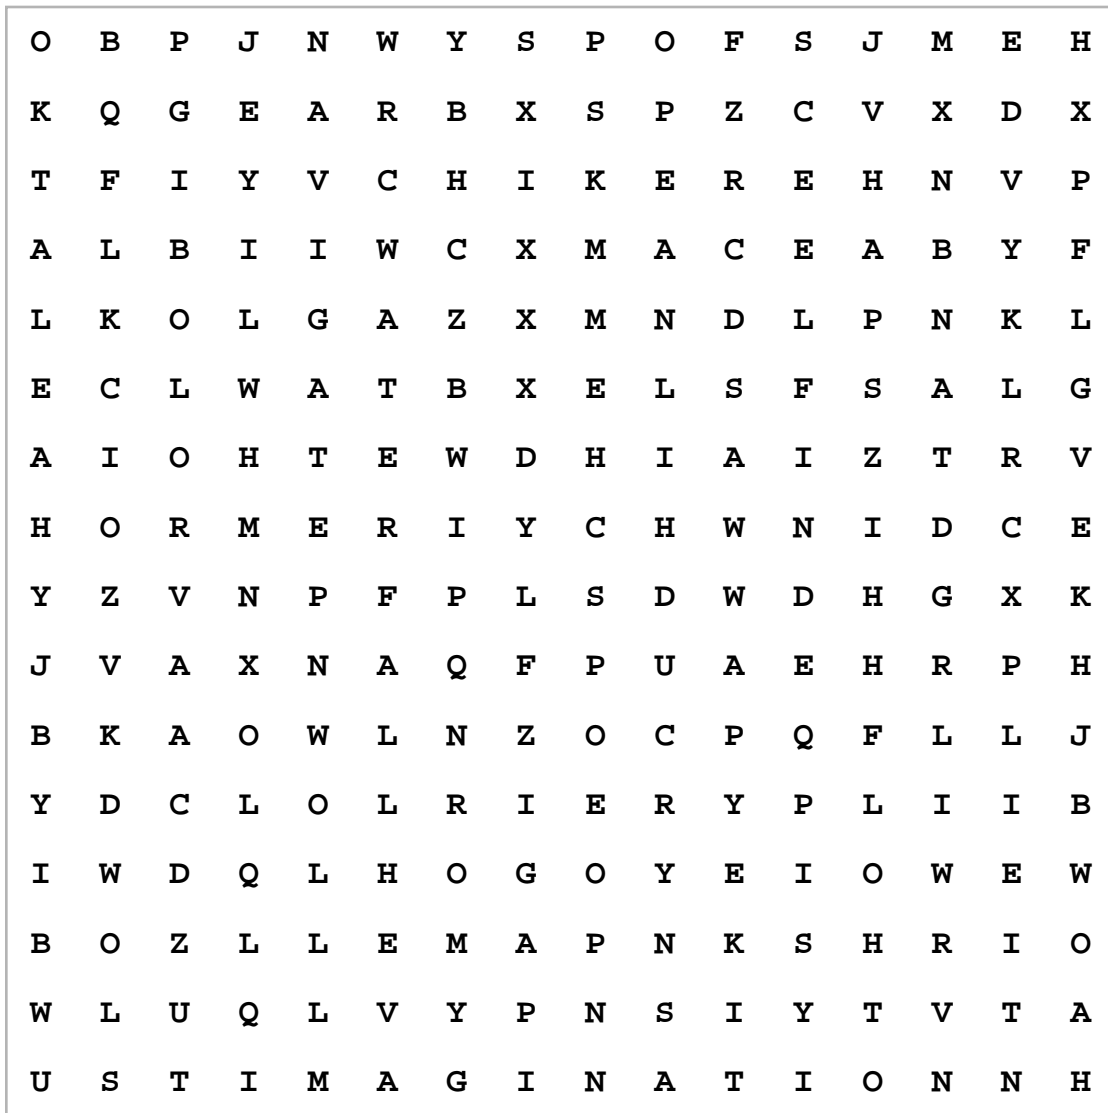 O B P J N W Y S P O F S J M E H
K Q G E A R B X S P Z C V X D X
T F I Y V C H I K E R E H N V P
A L B I I W C X M A C E A B Y F
L K O L G A Z X M N D L P N K L
E C L W A T B X E L S F S A L G
A I O H T E W D H I A I Z T R V
H O R M E R I Y C H W N I D C E
Y Z V N P F P L S D W D H G X K
J V A X N A Q F P U A E H R P H
B K A O W L N Z O C P Q F L L J
Y D C L O L R I E R Y P L I I B
I W D Q L H O G O Y E I O W E W
B O Z L L E M A P N K S H R I O
W L U Q L V Y P N S I Y T V T A
U S T I M A G I N A T I O N N H